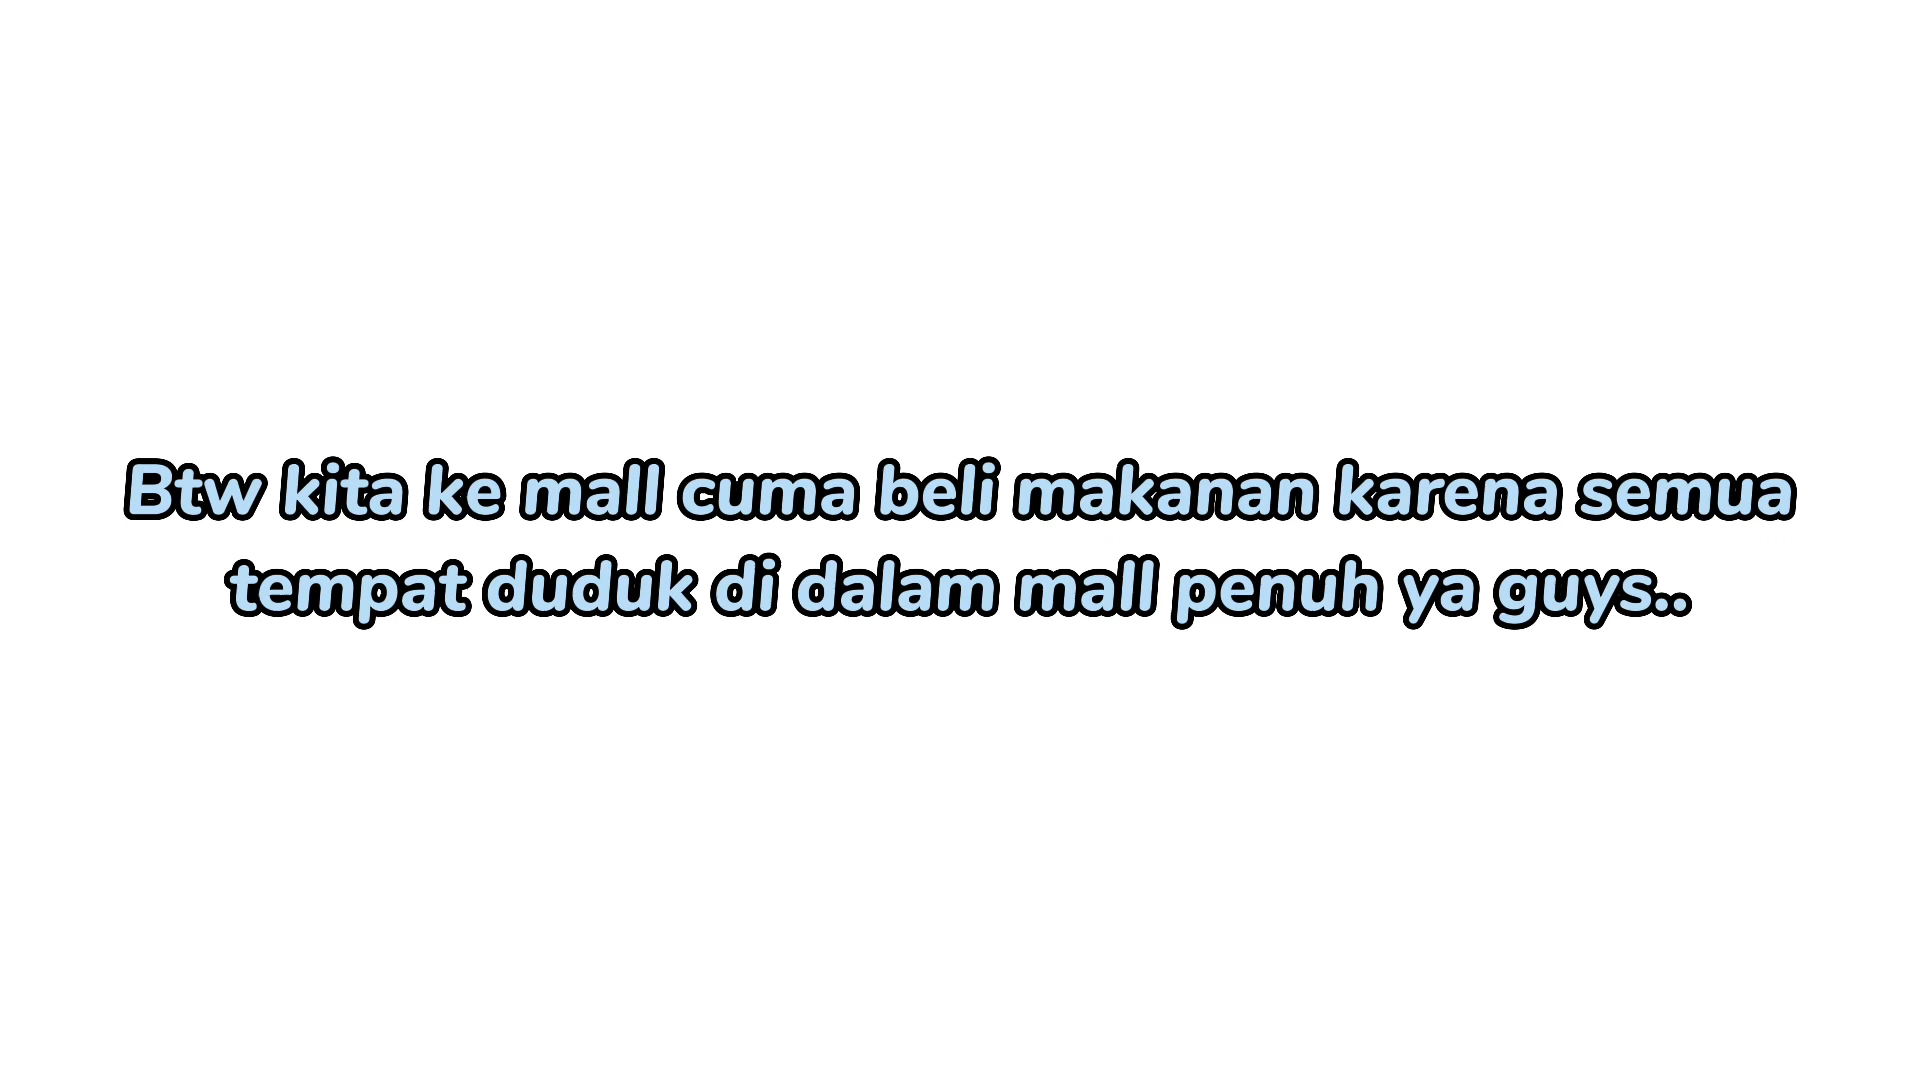 Btw kita ke mall cuma beli makanan karena semua
tempat duduk di dalam mall penuh ya guys..